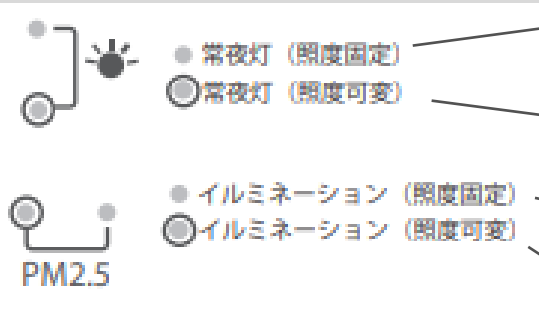 常夜灯（照度固定）
常夜灯（照度可変）
イルミネーション（照度固定）
イルミネーション（照度可変）
PM2.5